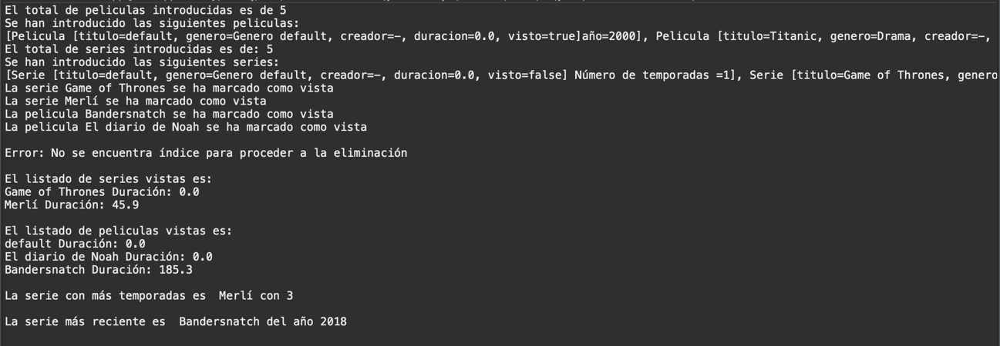 El total de peliculas introducidas es de 5
Se han introducido las siguientes peliculas:
[Pelicula [titulo=default, genero=Genero default, creador=-, duracion=0.0, visto=true]año=2000], Pelicula [titulo=Titanic, genero=Drama, creador=-,
El total de series introducidas es de: 5
Se han introducido las siguientes series:
[Serie [titulo=default, genero=Genero default, creador=-, duracion=0.0, visto=false] Número de temporadas =1], Serie [titulo=Game of Thrones, genero
La serie Game of Thrones se ha marcado como vista
La serie Merlí se ha marcado como vista
La pelicula Bandersnatch se ha marcado como vista
La pelicula El diario de Noah se ha marcado como vista
Error: No se encuentra índice para proceder a la eliminación
El listado de series vistas es:
Game of Thrones Duración: 0.0
Merlí Duración: 45.9
El listado de peliculas vistas es:
default Duración: 0.0
El diario de Noah Duración: 0.0
Bandersnatch Duración: 185.3
La serie con más temporadas es  Merlí con 3
La serie más reciente es  Bandersnatch del año 2018